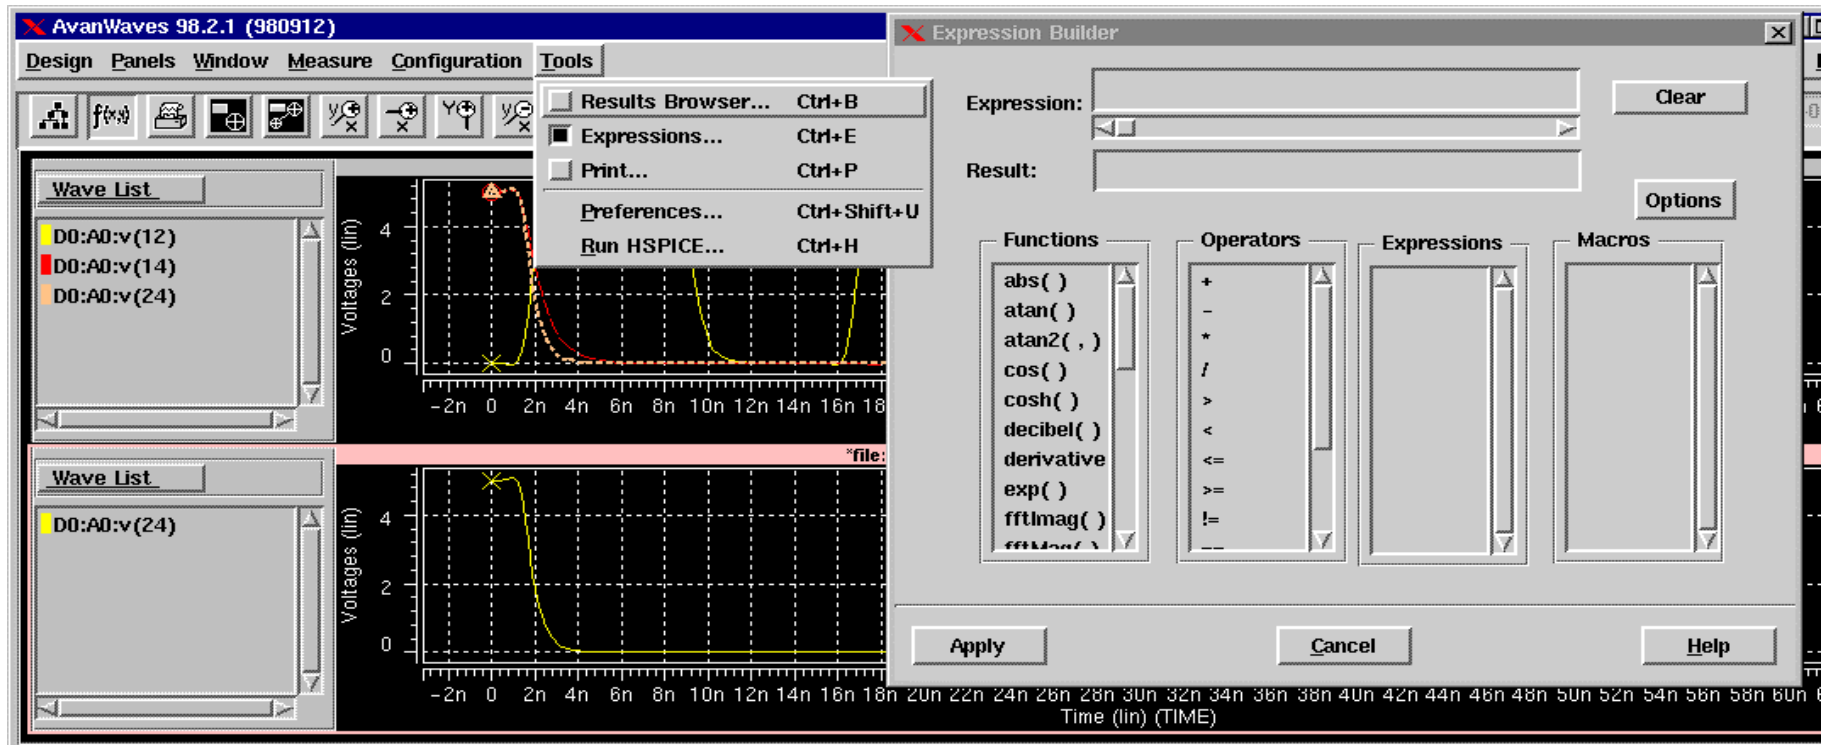 AvanWaves 98.2.1 (980912)
Design Panels Window Measure Configuration Tools
f(x,y)
Results Browser... Ctrl+B
Expressions... Ctrl+E
Print... Ctrl+P
Preferences... Ctrl+Shift+U
Run HSPICE... Ctrl+H
Wave List
D0:A0:v(12)
D0:A0:v(14)
D0:A0:v(24)
Voltages (lin)
4
2
0
-2n 0 2n 4n 6n 8n 10n 12n 14n 16n 18
*file:
Wave List
D0:A0:v(24)
Voltages (lin)
4
2
0
-2n 0 2n 4n 6n 8n 10n 12n 14n 16n 18n 20n 22n 24n 26n 28n 30n 32n 34n 36n 38n 40n 42n 44n 46n 48n 50n 52n 54n 56n 58n 60n
Time (lin) (TIME)
Expression Builder
Expression:
Clear
Result:
Options
Functions
abs( )
atan( )
atan2( , )
cos( )
cosh( )
decibel( )
derivative
exp( )
fftImag( )
fftMag( )
Operators
+
-
*
/
>
<
<=
>=
!=
==
Expressions
Macros
Apply
Cancel
Help